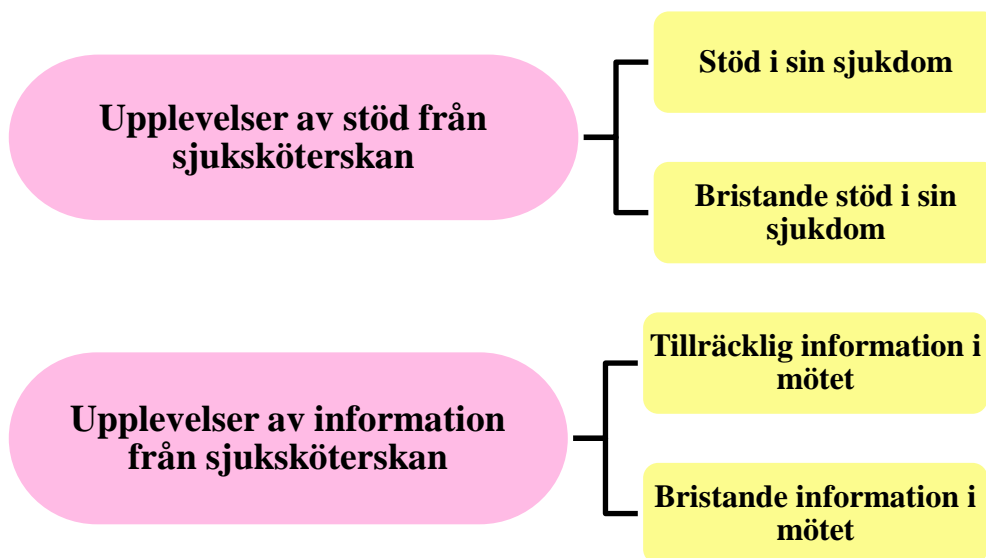 Upplevelser av stöd från
sjuksköterskan
Stöd i sin sjukdom
Bristande stöd i sin
sjukdom
Upplevelser av information
från sjuksköterskan
Tillräcklig information i
mötet
Bristande information i
mötet